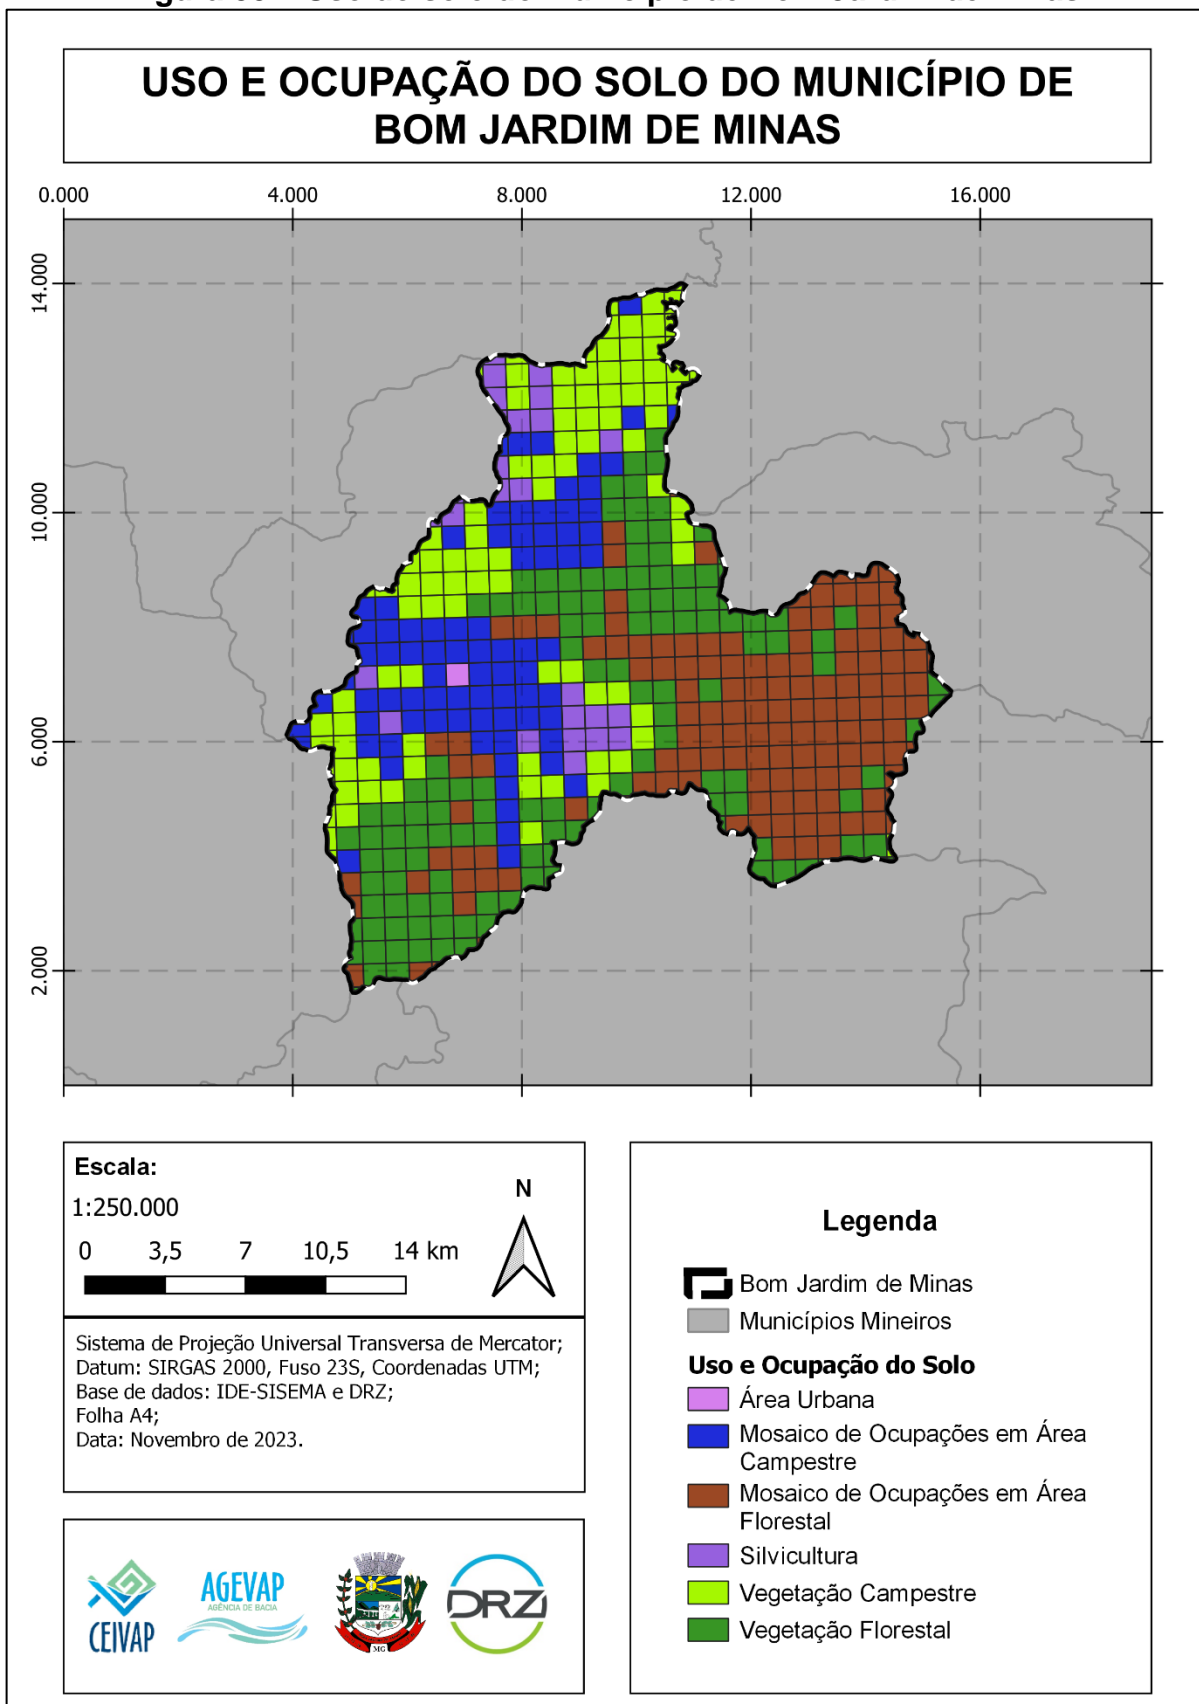 USO E OCUPAÇÃO DO SOLO DO MUNICÍPIO DE
BOM JARDIM DE MINAS
0.000
4.000
8.000
12.000
16.000
14.000
10.000
6.000
2.000
Escala:
1:250.000
0 3,5 7 10,5 14 km
N
Sistema de Projeção Universal Transversa de Mercator;
Datum: SIRGAS 2000, Fuso 23S, Coordenadas UTM;
Base de dados: IDE-SISEMA e DRZ;
Folha A4;
Data: Novembro de 2023.
CEIVAP
AGEVAP
AGÊNCIA DE BACIA
MG
DRZ
Legenda
Bom Jardim de Minas
Municípios Mineiros
Uso e Ocupação do Solo
Área Urbana
Mosaico de Ocupações em Área
Campestre
Mosaico de Ocupações em Área
Florestal
Silvicultura
Vegetação Campestre
Vegetação Florestal